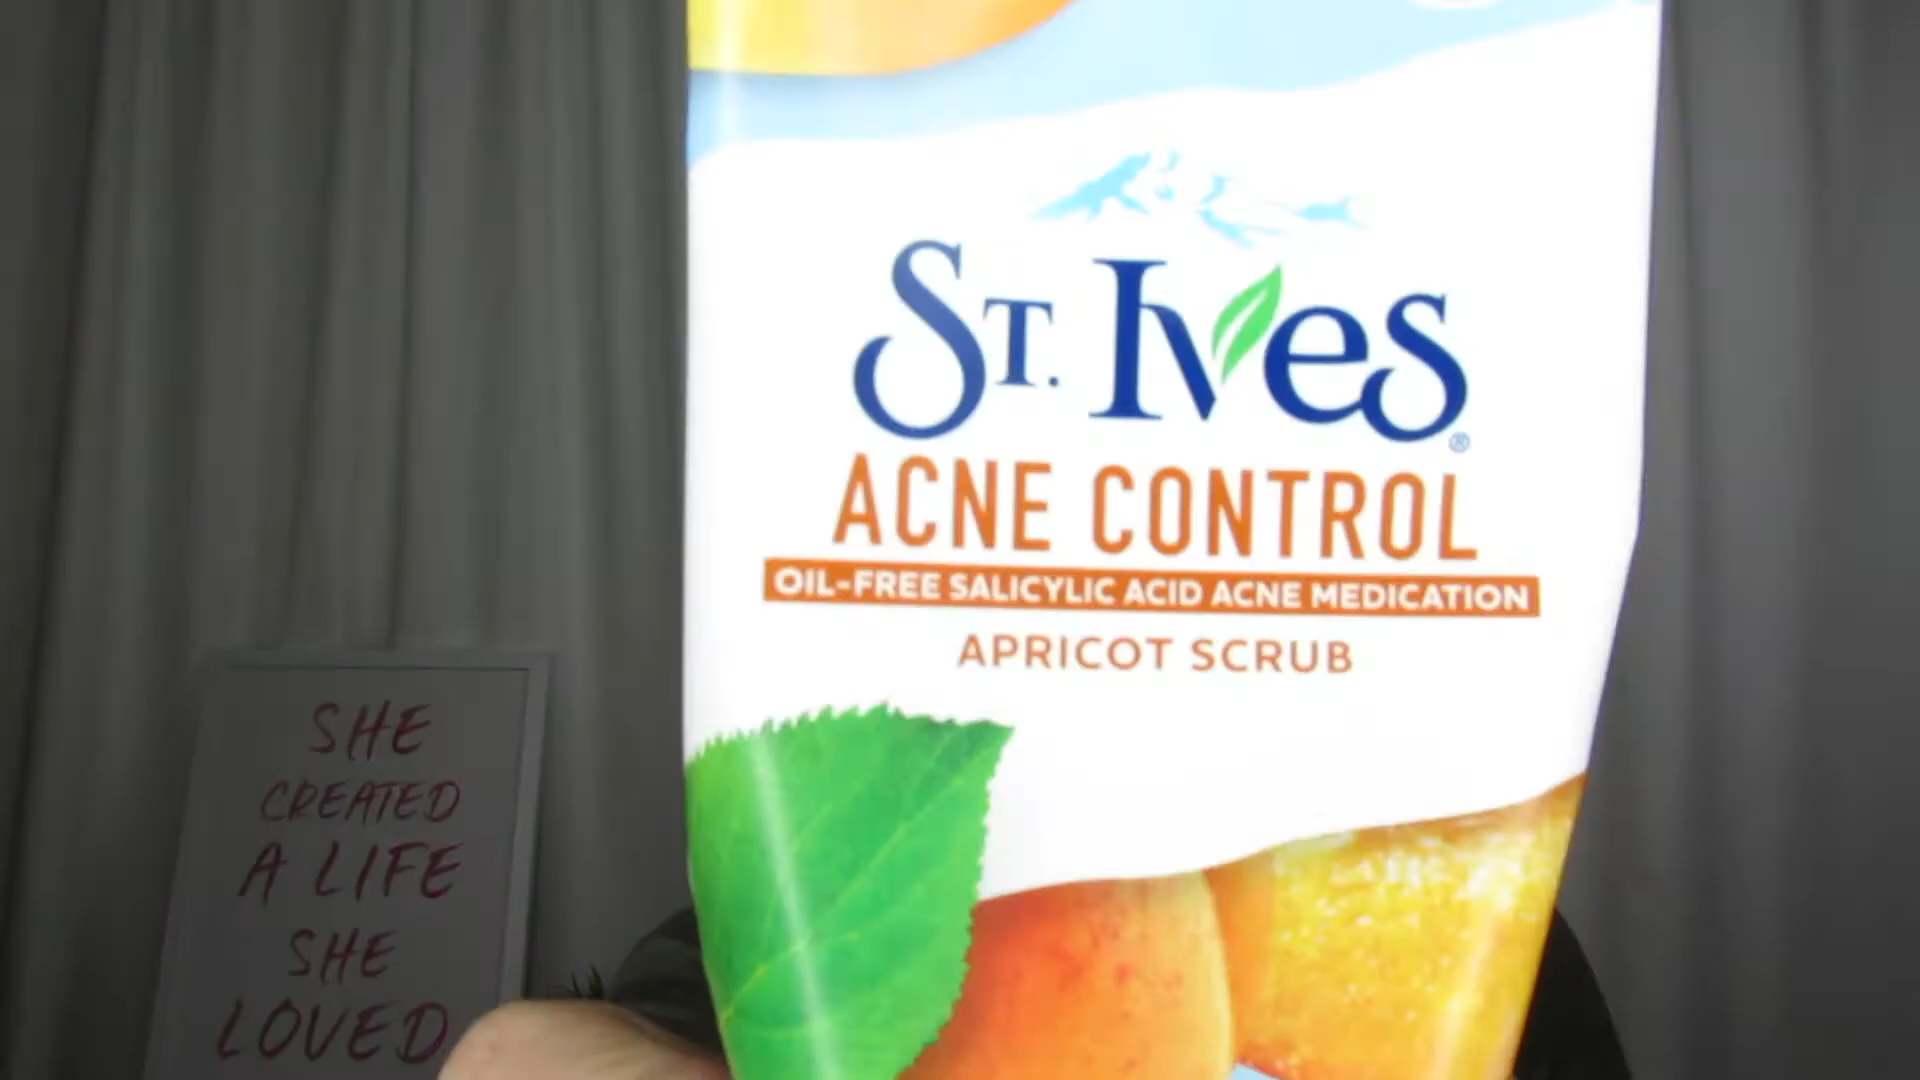 St. Ives®
ACNE CONTROL
OIL-FREE SALICYLIC ACID ACNE MEDICATION
APRICOT SCRUB
SHE
CREATED
A LIFE
SHE
LOVED